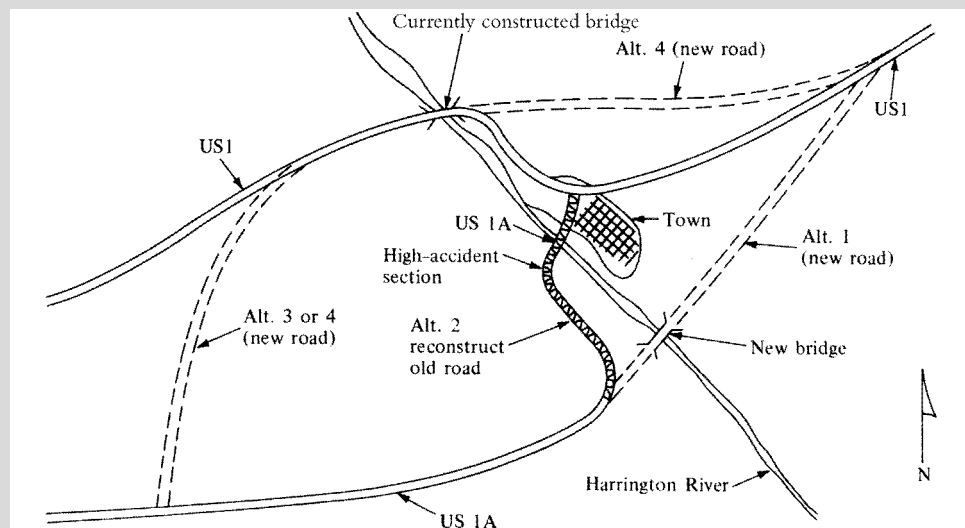 Currently constructed bridge
Alt. 4 (new road)
US1
US1
US 1A
Town
High-accident
section
Alt. 1
(new road)
Alt. 3 or 4
(new road)
Alt. 2
reconstruct
old road
New bridge
Harrington River
N
US 1A